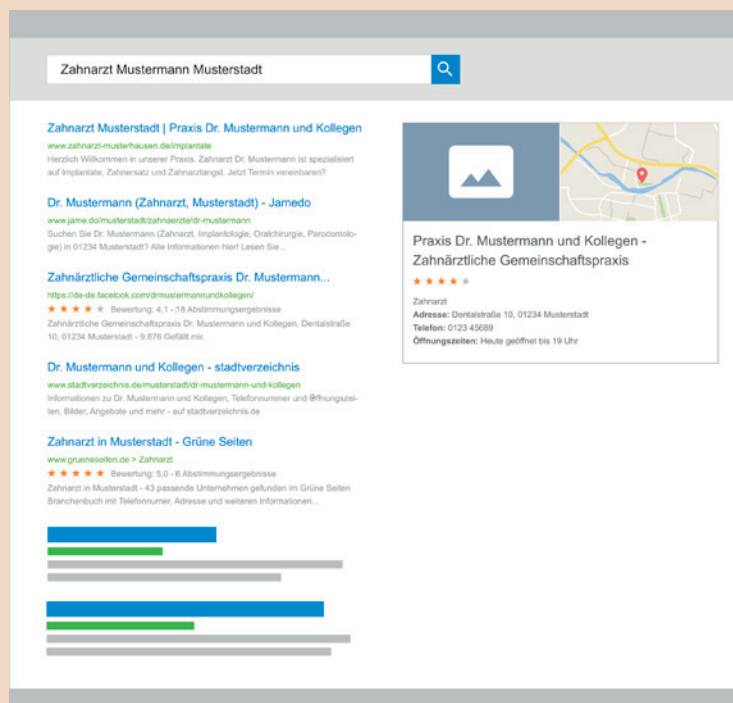 Zahnarzt Mustermann Musterstadt
Zahnarzt Musterstadt | Praxis Dr. Mustermann und Kollegen
www.zahnarzt-musterhausen.de/implantate
Herzlich Willkommen in unserer Praxis. Zahnarzt Dr. Mustermann ist spezialisiert
auf Implantate, Zahnersatz und Zahnarztangst. Jetzt Termin vereinbaren?
Dr. Mustermann (Zahnarzt, Musterstadt) - Jamedo
www.jame.do/musterstadt/zahnaerzte/dr-mustermann
Suchen Sie Dr. Mustermann (Zahnarzt, Implantologie, Oralchirurgie, Parodontolo-
gie) in 01234 Musterstadt? Alle Informationen hier! Lesen Sie...
Zahnärztliche Gemeinschaftspraxis Dr. Mustermann...
https://de-de.facelook.com/drmustermannundkollegen/
Bewertung: 4,1 - :18 Abstimmungsergebnisse
Zahnärztliche Gemeinschaftspraxis Dr. Mustermann und Kollegen, Dentalstraße
10, 01234 Musterstadt - 9.876 Gefällt mir.
Dr. Mustermann und Kollegen - stadtverzeichnis
www.stadtverzeichnis.de/musterstadt/dr-mustermann-und-kollegen
Informationen zu Dr. Mustermann und Kollegen, Telefonnummer und
ten, Bilder, Angebote und mehr - auf stadtverzeichnis.de
Zahnarzt in Musterstadt - Grüne Seiten
www.grueneseiten.de > Zahnarzt
Bewertung: 5,0 - 6 Abstimmungsergebnisse
Zahnarzt in Musterstadt - 43 passende Unternehmen gefunden im Grüne Seiten
Branchenbuch mit Telefonnumer, Adresse und weiteren Informationen...
Praxis Dr. Mustermann und Kollegen -
Zahnärztliche Gemeinschaftspraxis
Zahnarzt
Adresse: Dentalstraße 10, 01234 Musterstadt
Telefon: 0123 45689
Öffnungszeiten: Heute geöffnet bis 19 Uhr